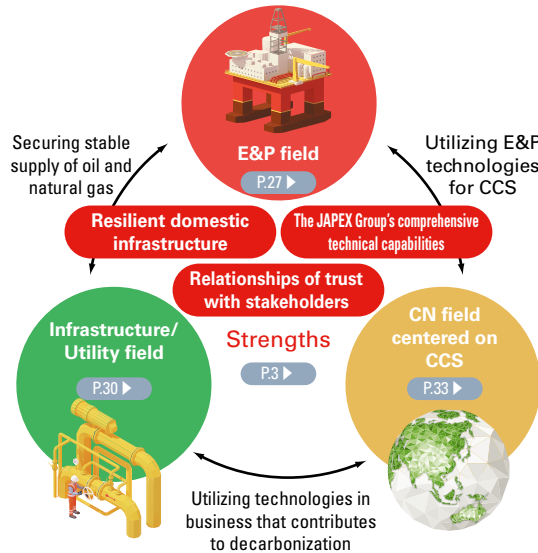 E&P field
P.27 ▶
Securing stable
supply of oil and
natural gas
Utilizing E&P
technologies
for CCS
Resilient domestic
infrastructure
The JAPEX Group's comprehensive
technical capabilities
Relationships of trust
with stakeholders
Strengths
P.3 ▶
Infrastructure/
Utility field
P.30 ▶
CN field
centered on
CCS
P.33 ▶
Utilizing technologies in
business that contributes
to decarbonization